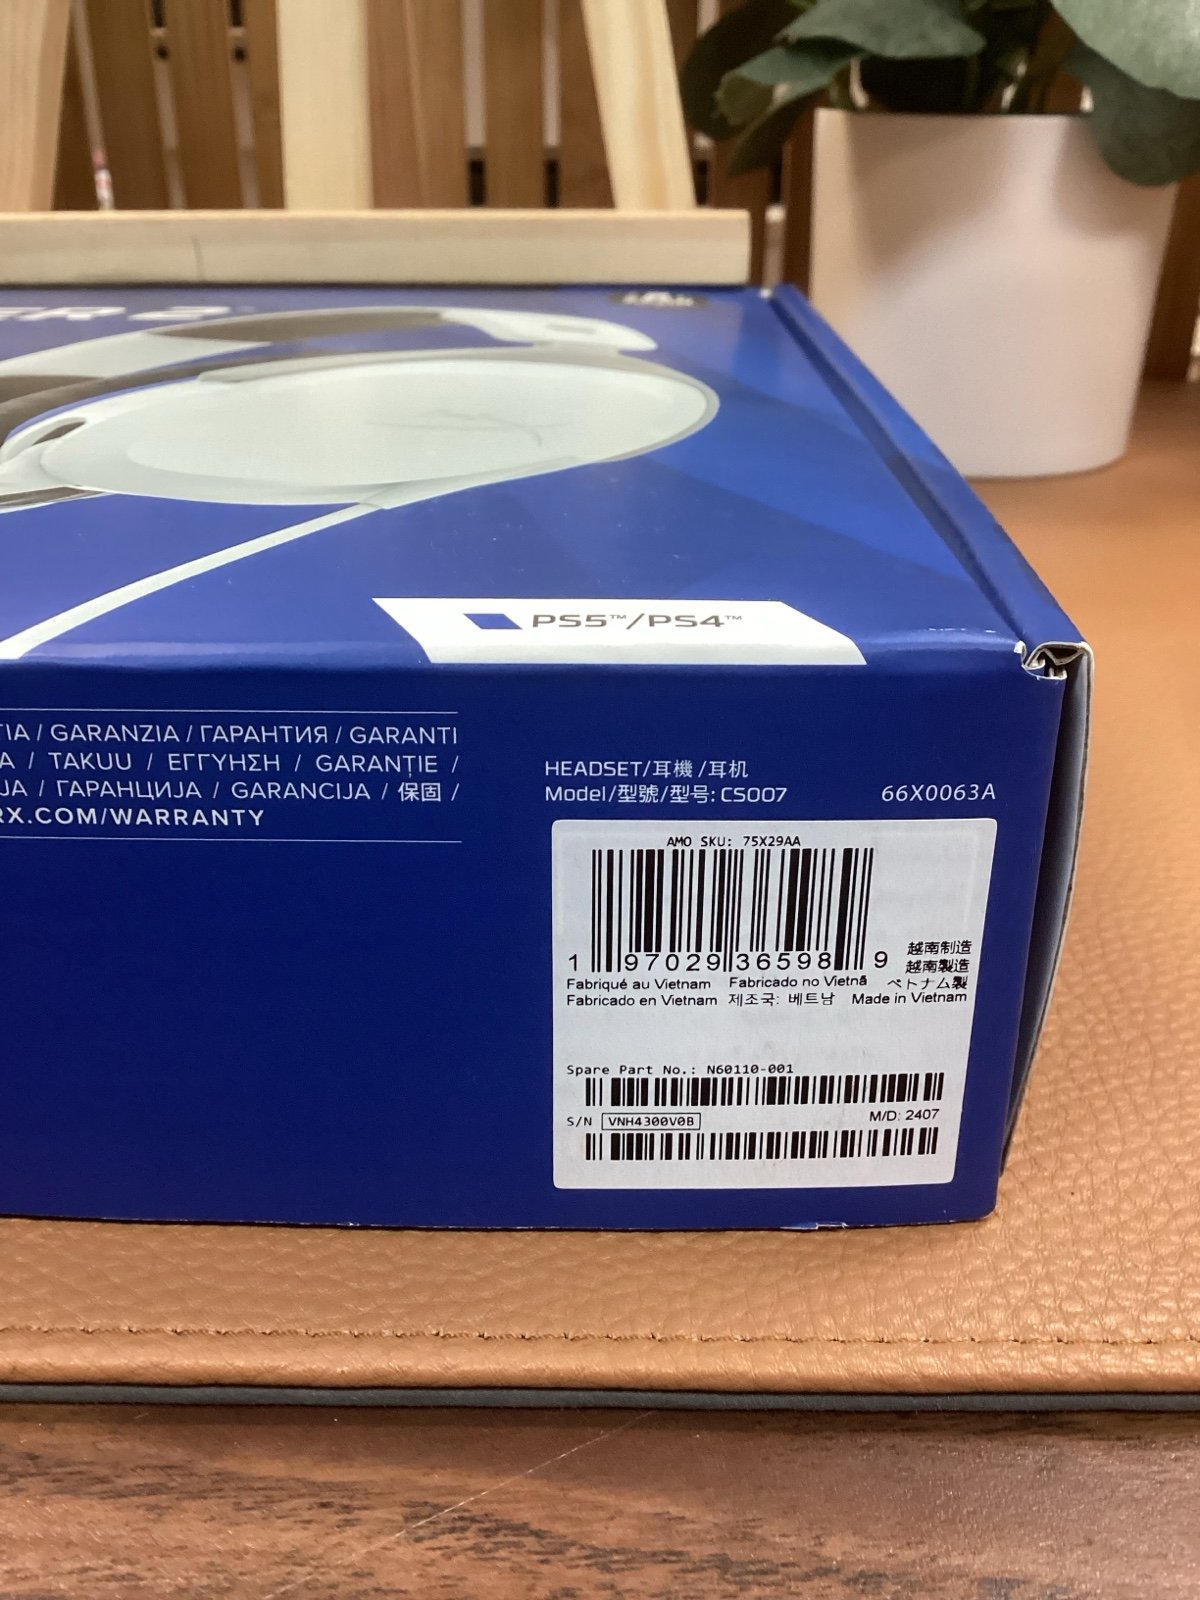 ER 2
PS5™/PS4™
TIA / GARANZIA / ГАРАНТИЯ / GARANTI
A / TAKUU / ΕΓΓΥΗΣΗ / GARANȚIE /
IJA / ГАРАНЦИЈА / GARANCIJA / 保固 /
RX.COM/WARRANTY
HEADSET/耳機 /耳机
Model/型號/型号: CS007
66X0063A
AMO SKU: 75X29AA
1 97029 36598 9
越南制造
越南製造
Fabriqué au Vietnam Fabricado no Vietnã ベトナム製
Fabricado en Vietnam 제조국: 베트남 Made in Vietnam
Spare Part No.: N60110-001
S/N VNH4300V0B M/D: 2407